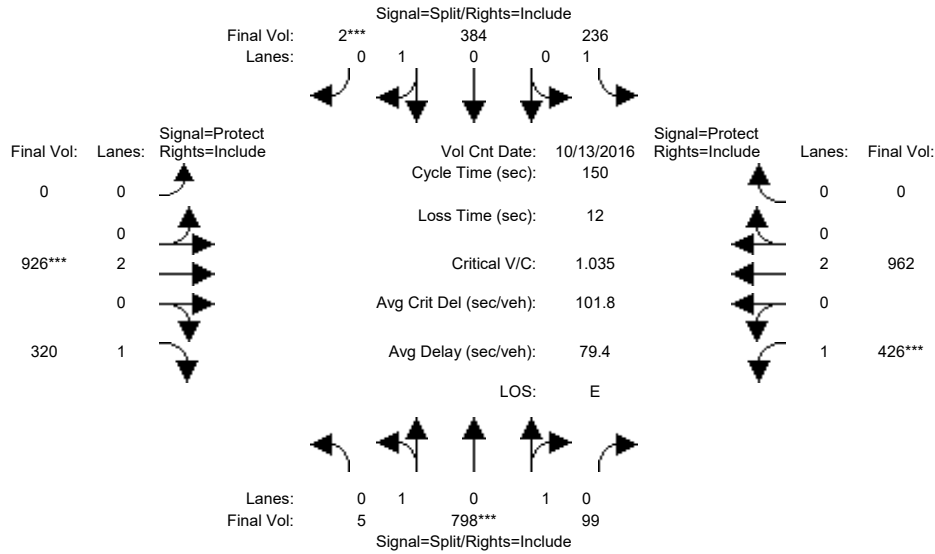 Signal=Split/Rights=Include
Final Vol: 2*** 384 236
Lanes: 0 1 0 0 1
Signal=Protect Signal=Protect
Final Vol: Lanes: Rights=Include Vol Cnt Date: 10/13/2016 Rights=Include Lanes: Final Vol:
Cycle Time (sec): 150
0 0 0 0
Loss Time (sec): 12
0 0
926*** 2 Critical V/C: 1.035 2 962
0 Avg Crit Del (sec/veh): 101.8 0
320 1 Avg Delay (sec/veh): 79.4 1 426***
LOS: E
Lanes: 0 1 0 1 0
Final Vol: 5 798*** 99
Signal=Split/Rights=Include